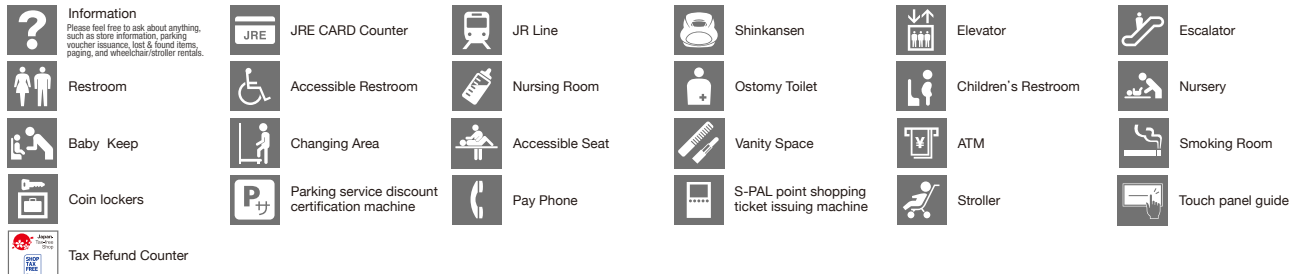 Information
Please feel free to ask about anything,
such as store information, parking
voucher issuance, lost & found items,
paging, and wheelchair/stroller rentals.
JRE
JRE CARD Counter
JR Line
Shinkansen
Elevator
Escalator
Restroom
Accessible Restroom
Nursing Room
Ostomy Toilet
Children's Restroom
Nursery
Baby Keep
Changing Area
Accessible Seat
Vanity Space
¥
ATM
Smoking Room
Coin lockers
Pサ
Parking service discount
certification machine
Pay Phone
S-PAL point shopping
ticket issuing machine
Stroller
Touch panel guide
Japan.
Tax-free
Shop
SHOP
TAX
FREE
Tax Refund Counter